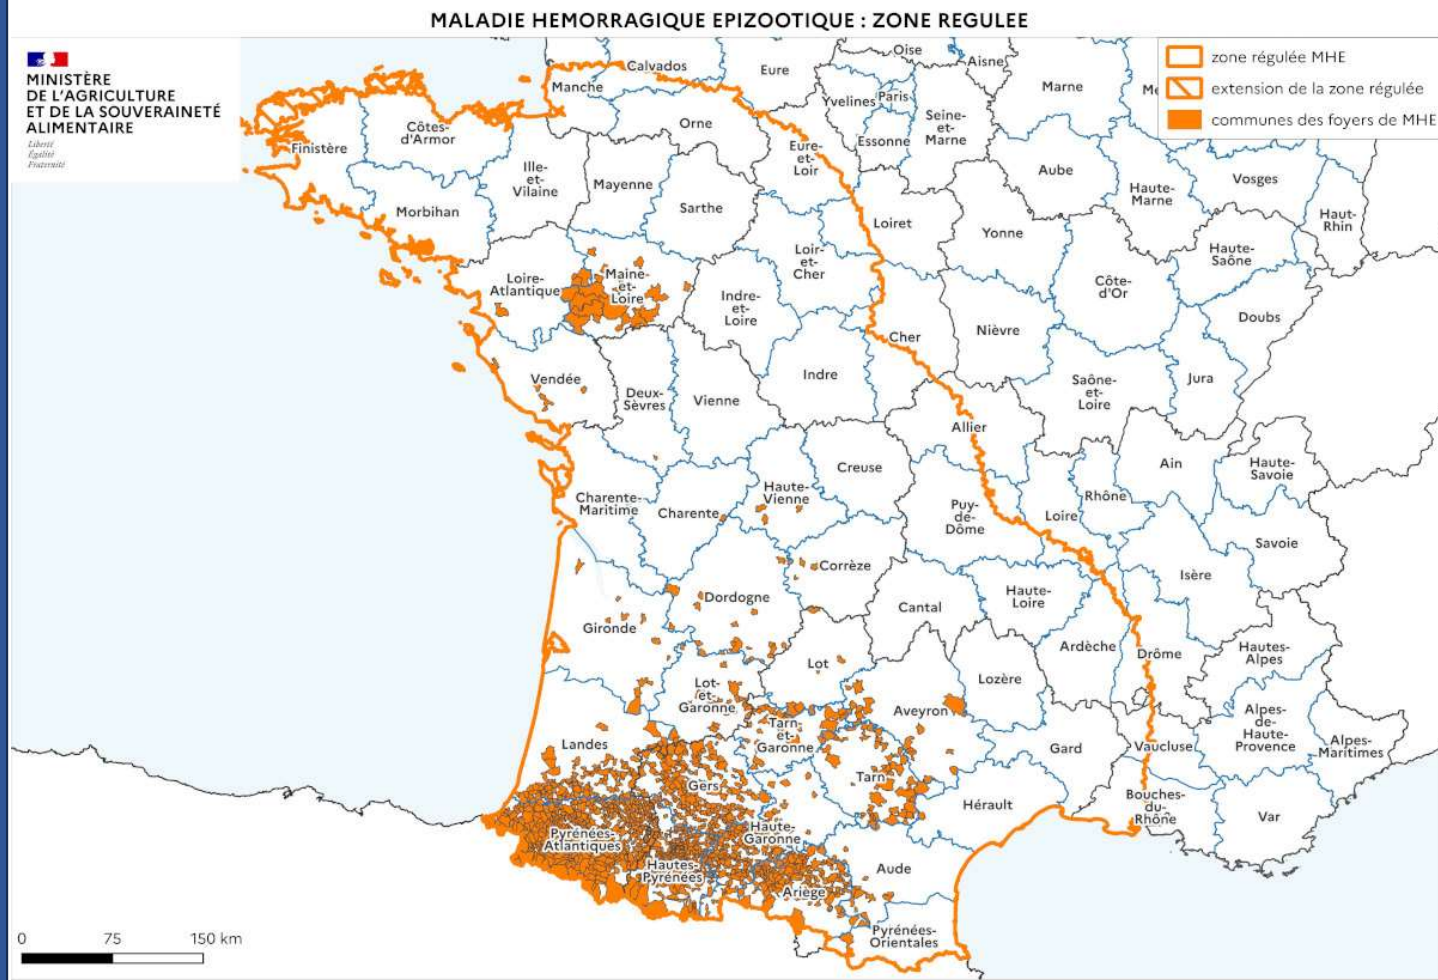 MALADIE HEMORRAGIQUE EPIZOOTIQUE : ZONE REGULEE
MINISTÈRE
DE L'AGRICULTURE
ET DE LA SOUVERAINETÉ
ALIMENTAIRE
Liberté
Égalité
Fraternité
zone régulée MHE
extension de la zone régulée
communes des foyers de MHE
Calvados
Eure
Oise
Aisne
Manche
Yvelines
Paris
Marne
Me
Orne
Essonne
Seine-
et-
Marne
Finistère
Côtes-
d'Armor
Eure-
et-
Loir
Aube
Vosges
Ille-
et-
Vilaine
Mayenne
Haute-
Marne
Morbihan
Sarthe
Loiret
Yonne
Haut-
Rhin
Loir-
et-
Cher
Haute-
Saône
Loire-
Atlantique
Maine-
et-
Loire
Indre-
et-
Loire
Côte-
d'Or
Doubs
Cher
Nièvre
Vendée
Deux-
Sèvres
Vienne
Indre
Saône-
et-
Loire
Jura
Allier
Creuse
Ain
Haute-
Savoie
Charente-
Maritime
Charente
Haute-
Vienne
Puy-
de-
Dôme
Loire
Rhône
Savoie
Corrèze
Isère
Dordogne
Cantal
Haute-
Loire
Gironde
Ardèche
Drôme
Hautes-
Alpes
Lot
Lozère
Lot-
et-
Garonne
Aveyron
Alpes-
de-
Haute-
Provence
Alpes-
Maritimes
Landes
Tarn-
et-
Garonne
Gard
Vaucluse
Gers
Tarn
Hérault
Bouches-
du-
Rhône
Var
Pyrénées-
Atlantiques
Haute-
Garonne
Hautes-
Pyrénées
Ariège
Aude
Pyrénées-
Orientales
0 75 150 km